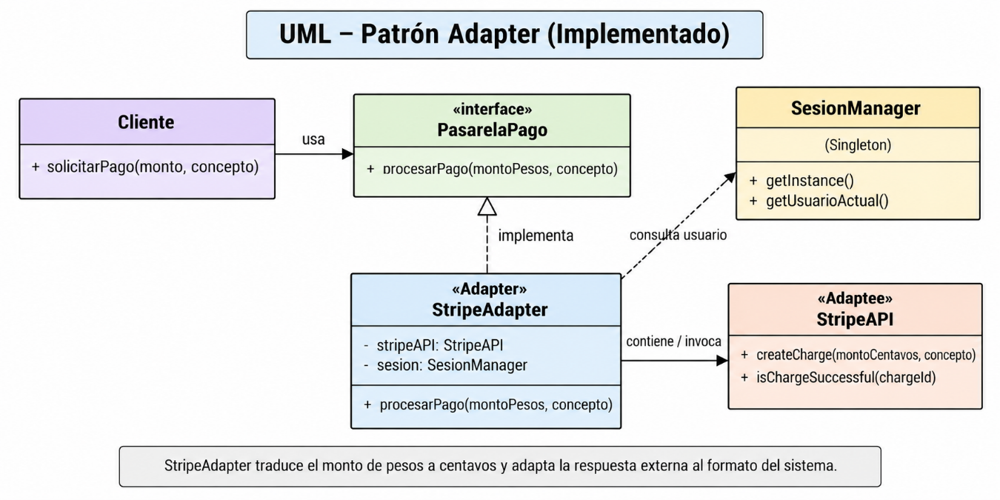 UML – Patrón Adapter (Implementado)
Cliente
+ solicitarPago(monto, concepto)
usa
«interface»
PasarelaPago
+ procesarPago(montoPesos, concepto)
SesionManager
(Singleton)
+ getInstance()
+ getUsuarioActual()
implementa
consulta usuario
«Adapter»
StripeAdapter
- stripeAPI: StripeAPI
- sesion: SesionManager
+ procesarPago(montoPesos, concepto)
contiene / invoca
«Adaptee»
StripeAPI
+ createCharge(montoCentavos, concepto)
+ isChargeSuccessful(chargeId)
StripeAdapter traduce el monto de pesos a centavos y adapta la respuesta externa al formato del sistema.